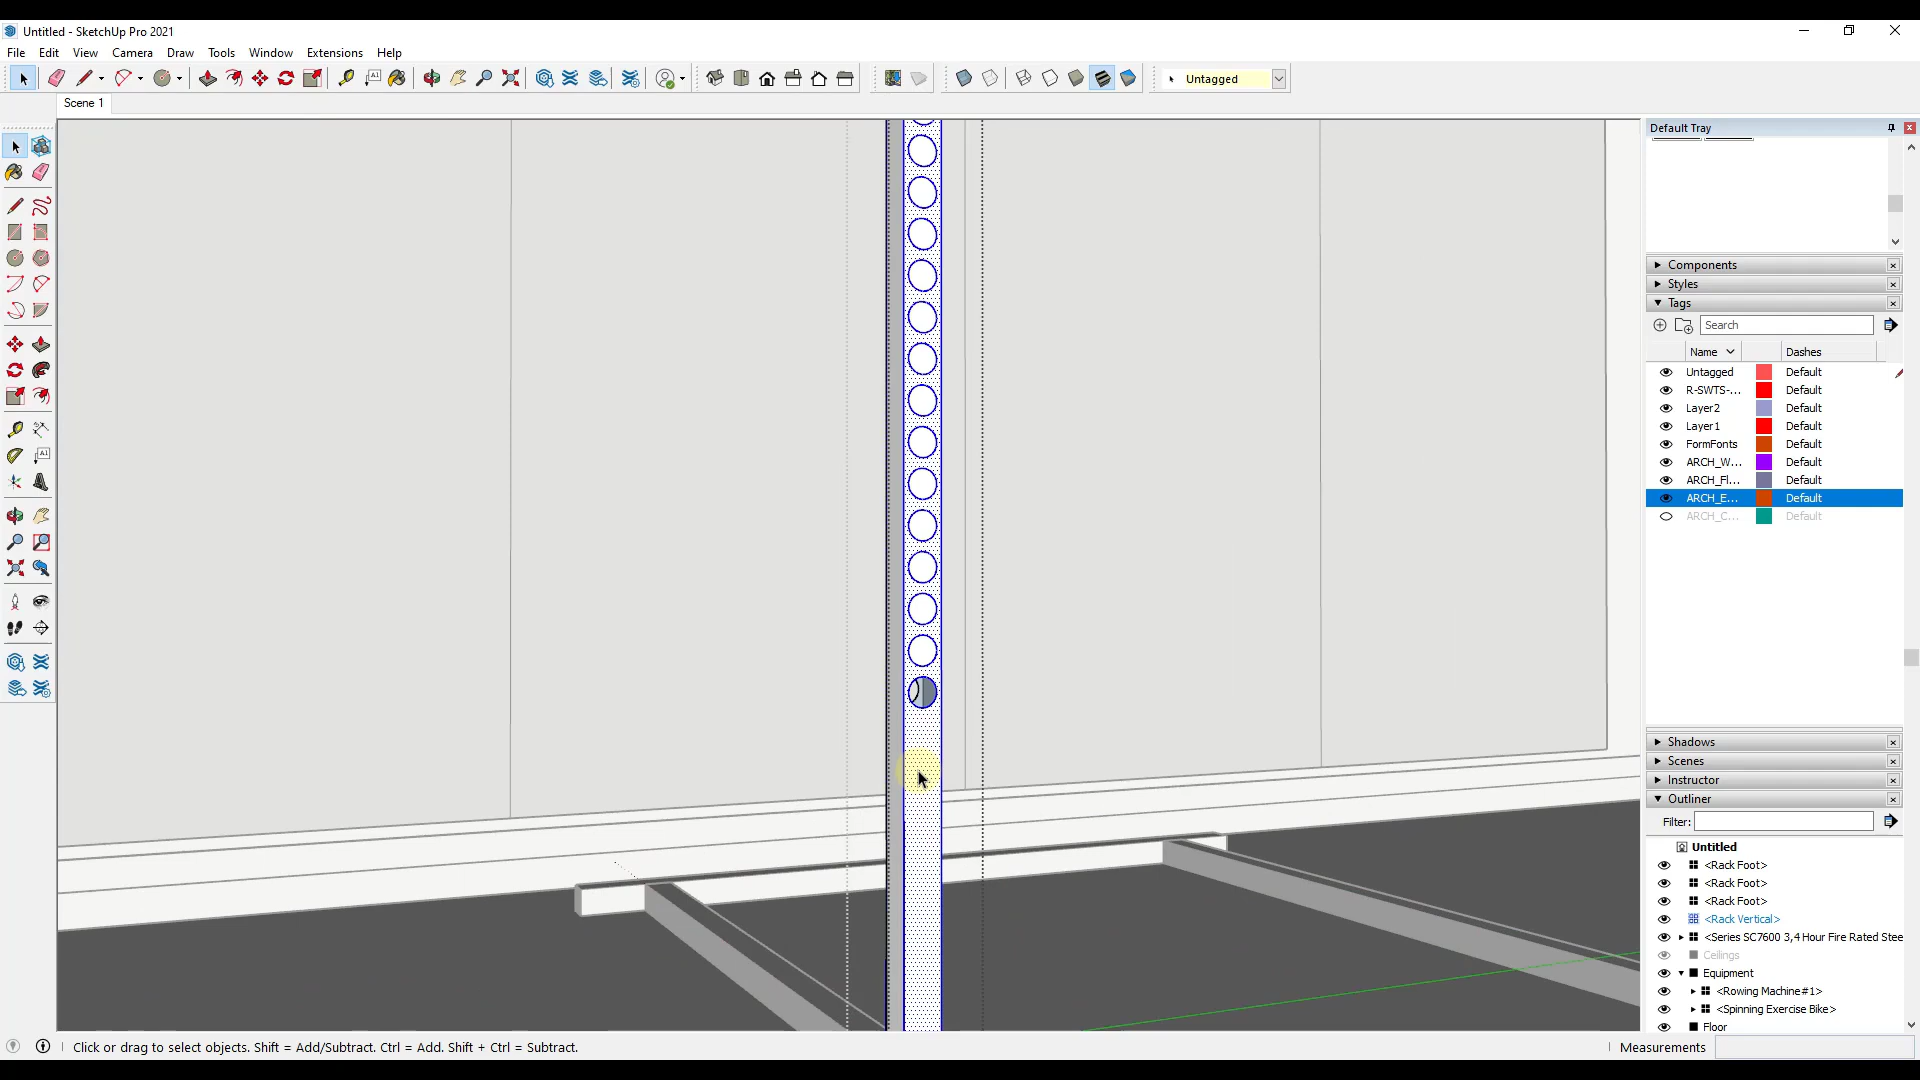 Untitled - SketchUp Pro 2021
File Edit View Camera Draw Tools Window Extensions Help
A1
Untagged
Scene 1
Default Tray
Components
Styles
Tags
Search
Name Dashes
Untagged Default
R-SWTS-... Default
Layer2 Default
Layer1 Default
FormFonts Default
ARCH_W... Default
ARCH_Fl... Default
ARCH_E... Default
ARCH_C... Default
A1
Shadows
Scenes
Instructor
Outliner
Filter:
Untitled
<Rack Foot>
<Rack Foot>
<Rack Foot>
<Rack Vertical>
<Series SC7600 3,4 Hour Fire Rated Stee
Ceilings
Equipment
<Rowing Machine#1>
<Spinning Exercise Bike>
Floor
Click or drag to select objects. Shift = Add/Subtract. Ctrl = Add. Shift + Ctrl = Subtract.
Measurements